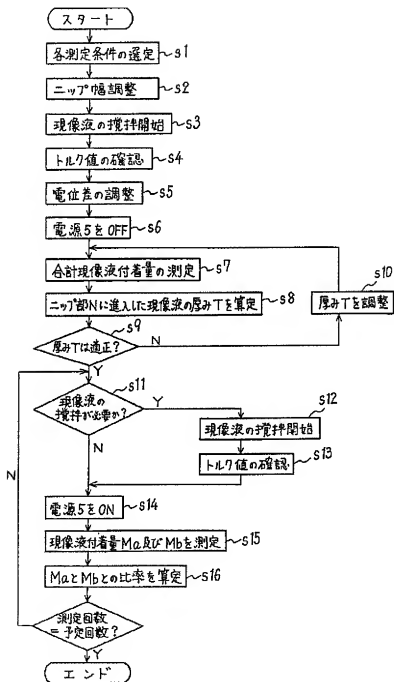 スタート
各測定条件の選定 s1
ニップ幅調整 s2
現像液の撹拌開始 s3
トルク値の確認 s4
電位差の調整 s5
電源5をOFF s6
合計現像液付着量の測定 s7
ニップ部Nに進入した現像液の厚みTを算定 s8
厚みTは適正? s9
N
厚みTを調整 s10
Y
現像液の
撹拌が必要か? s11
Y
現像液の撹拌開始 s12
トルク値の確認 s13
N
電源5をON s14
現像液付着量Ma及びMbを測定 s15
MaとMbとの比率を算定 s16
測定回数
=予定回数?
N
Y
エンド